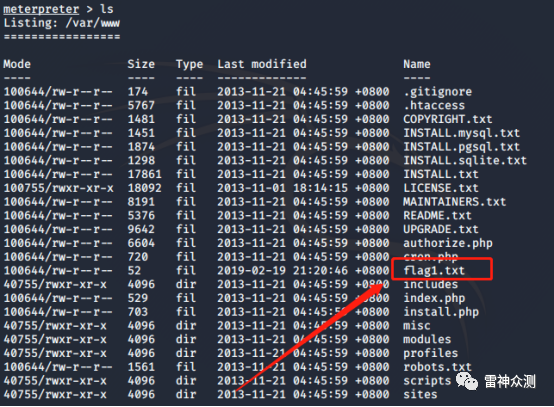 meterpreter > ls
Listing: /var/www
=================
Mode Size Type Last modified Name
---- ---- ---- ------------- ----
100644/rw-r--r-- 174 fil 2013-11-21 04:45:59 +0800 .gitignore
100644/rw-r--r-- 5767 fil 2013-11-21 04:45:59 +0800 .htaccess
100644/rw-r--r-- 1481 fil 2013-11-21 04:45:59 +0800 COPYRIGHT.txt
100644/rw-r--r-- 1451 fil 2013-11-21 04:45:59 +0800 INSTALL.mysql.txt
100644/rw-r--r-- 1874 fil 2013-11-21 04:45:59 +0800 INSTALL.pgsql.txt
100644/rw-r--r-- 1298 fil 2013-11-21 04:45:59 +0800 INSTALL.sqlite.txt
100644/rw-r--r-- 17861 fil 2013-11-21 04:45:59 +0800 INSTALL.txt
100755/rwxr-xr-x 18092 fil 2013-11-01 18:14:15 +0800 LICENSE.txt
100644/rw-r--r-- 8191 fil 2013-11-21 04:45:59 +0800 MAINTAINERS.txt
100644/rw-r--r-- 5376 fil 2013-11-21 04:45:59 +0800 README.txt
100644/rw-r--r-- 9642 fil 2013-11-21 04:45:59 +0800 UPGRADE.txt
100644/rw-r--r-- 6604 fil 2013-11-21 04:45:59 +0800 authorize.php
100644/rw-r--r-- 720 fil 2013-11-21 04:45:59 +0800 cron.php
100644/rw-r--r-- 52 fil 2019-02-19 21:20:46 +0800 flag1.txt
40755/rwxr-xr-x 4096 dir 2013-11-21 04:45:59 +0800 includes
100644/rw-r--r-- 529 fil 2013-11-21 04:45:59 +0800 index.php
100644/rw-r--r-- 703 fil 2013-11-21 04:45:59 +0800 install.php
40755/rwxr-xr-x 4096 dir 2013-11-21 04:45:59 +0800 misc
40755/rwxr-xr-x 4096 dir 2013-11-21 04:45:59 +0800 modules
40755/rwxr-xr-x 4096 dir 2013-11-21 04:45:59 +0800 profiles
100644/rw-r--r-- 1561 fil 2013-11-21 04:45:59 +0800 robots.txt
40755/rwxr-xr-x 4096 dir 2013-11-21 04:45:59 +0800 scripts
40755/rwxr-xr-x 4096 dir 2013-11-21 04:45:59 +0800 sites
雷神众测